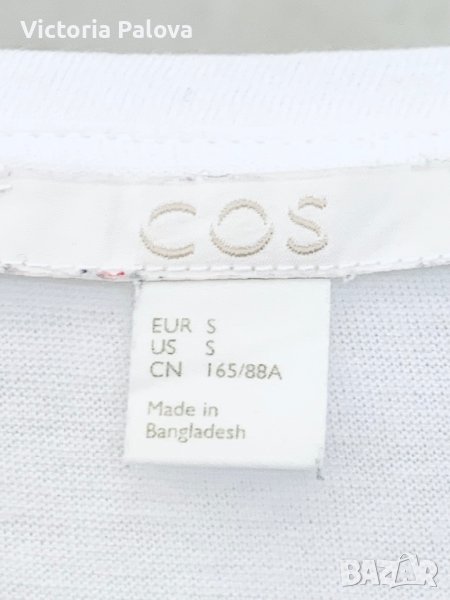 Victoria Palova
COS
EUR S
US S
CN 165/88A
Made in
Bangladesh
BAZAR